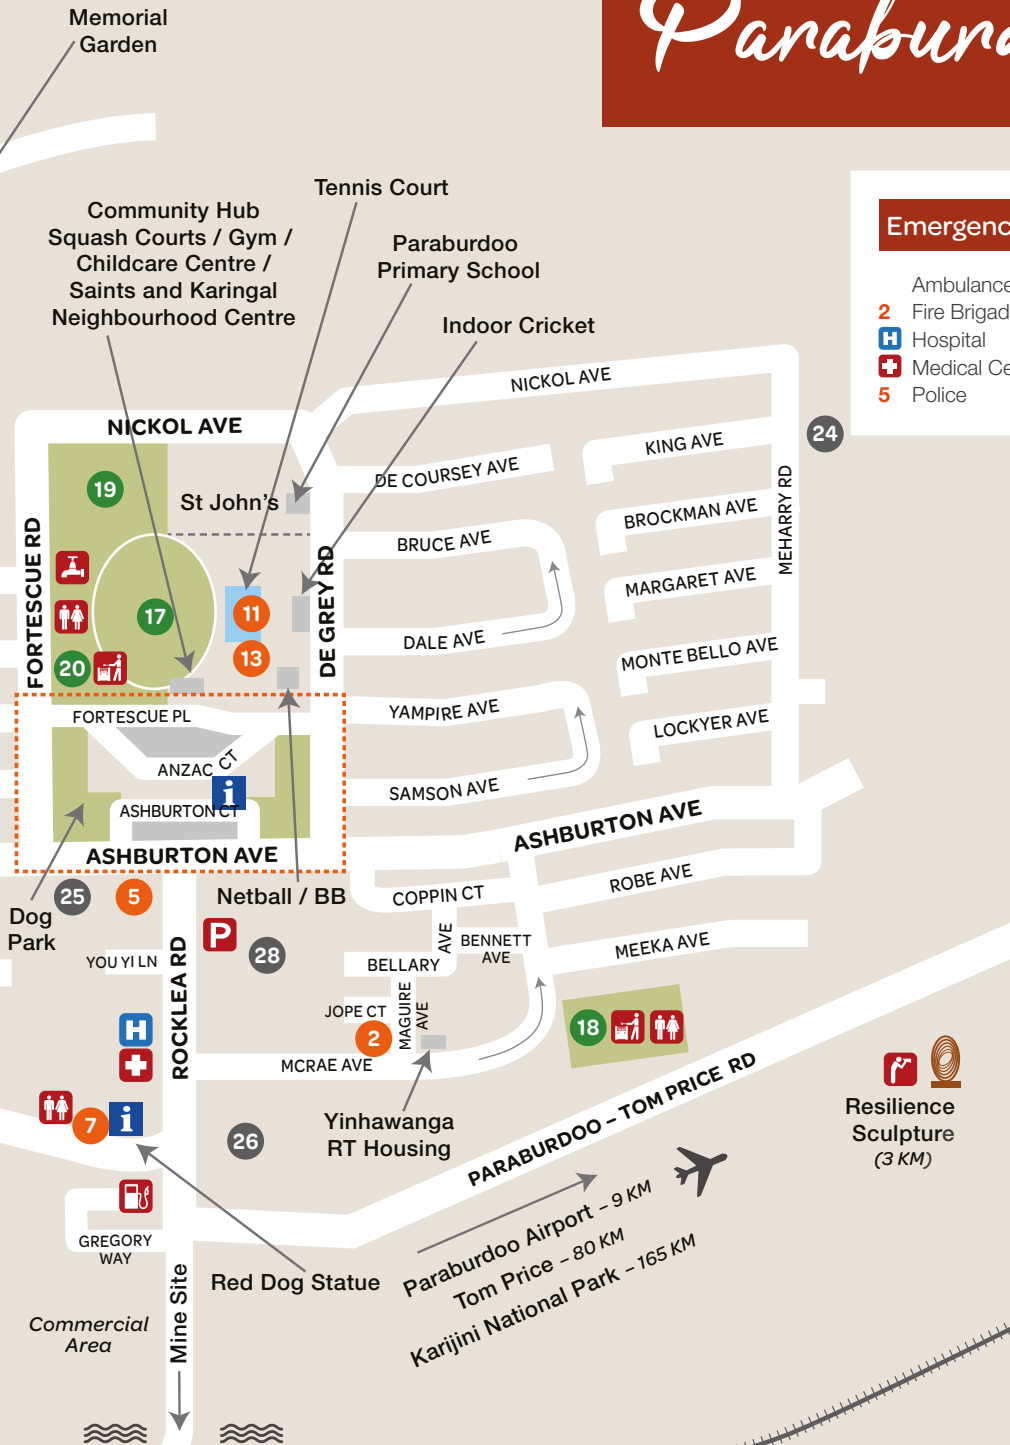 Memorial
Garden
Parabur
Tennis Court
Community Hub
Squash Courts / Gym /
Childcare Centre /
Saints and Karingal
Neighbourhood Centre
Paraburdoo
Primary School
Indoor Cricket
Emergenc
Ambulance
2 Fire Brigad
H Hospital
Medical Ce
5 Police
NICKOL AVE
NICKOL AVE
24
KING AVE
DE COURSEY AVE
19
St John's
BROCKMAN AVE
MEHARRY RD
BRUCE AVE
FORTESCUE RD
DE GREY RD
MARGARET AVE
17
11
13
DALE AVE
20
MONTE BELLO AVE
FORTESCUE PL
YAMPIRE AVE
LOCKYER AVE
ANZAC CT
i
SAMSON AVE
ASHBURTON CT
ASHBURTON AVE
ASHBURTON AVE
25
5
Netball / BB
COPPIN CT
ROBE AVE
Dog
Park
P
28
YOU YI LN
ROCKLEA RD
BELLARY
AVE
BENNETT
AVE
MEEKA AVE
JOPE CT
MAGUIRE
AVE
H
2
18
MCRAE AVE
7
i
26
Yinhawanga
RT Housing
PARABURDOO – TOM PRICE RD
Resilience
Sculpture
(3 KM)
Paraburdoo Airport – 9 KM
Tom Price – 80 KM
Karijini National Park – 165 KM
GREGORY
WAY
Red Dog Statue
Mine Site
Commercial
Area